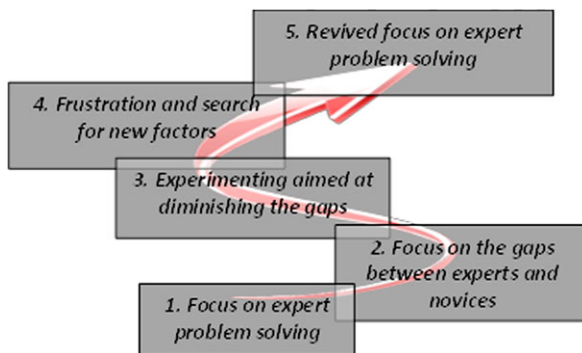 5. Revived focus on expert
problem solving
4. Frustration and search
for new factors
3. Experimenting aimed at
diminishing the gaps
2. Focus on the gaps
between experts and
novices
1. Focus on expert
problem solving